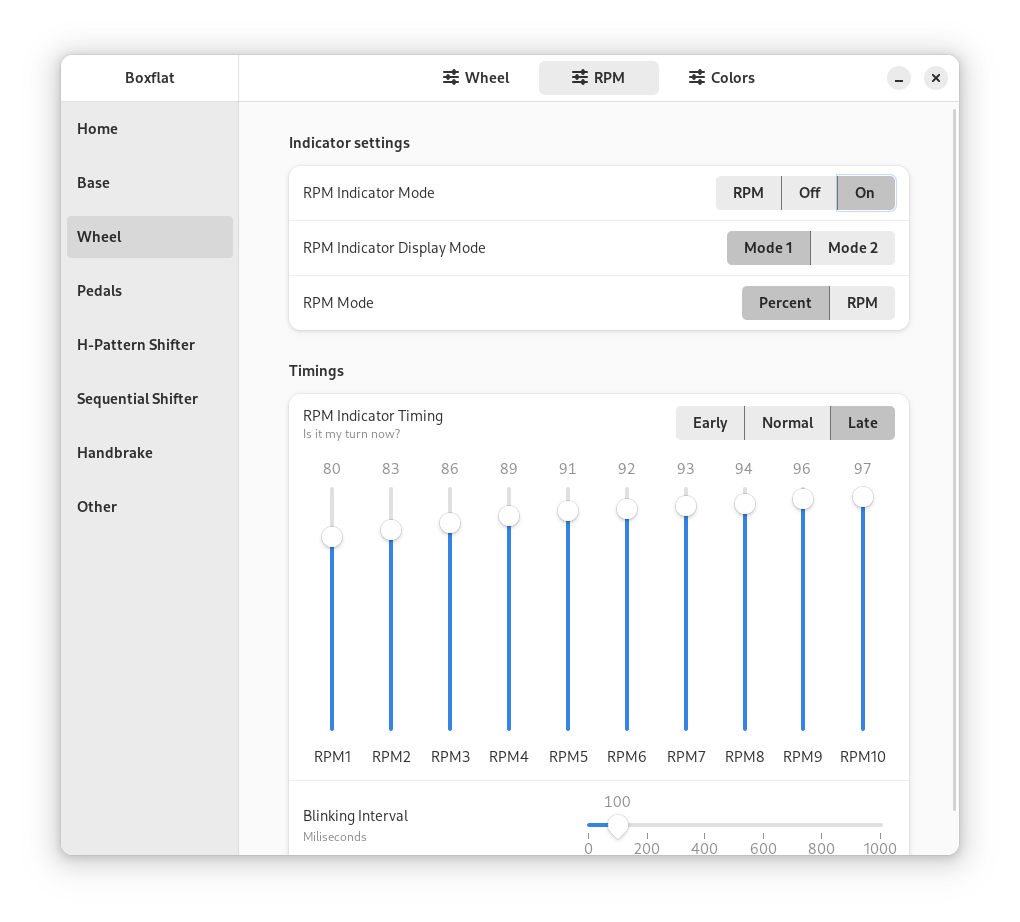 Boxflat
Wheel
RPM
Colors
Home
Base
Wheel
Pedals
H-Pattern Shifter
Sequential Shifter
Handbrake
Other
Indicator settings
RPM Indicator Mode
RPM Off On
RPM Indicator Display Mode
Mode 1 Mode 2
RPM Mode
Percent RPM
Timings
RPM Indicator Timing
Is it my turn now?
Early Normal Late
80 83 86 89 91 92 93 94 96 97
RPM1 RPM2 RPM3 RPM4 RPM5 RPM6 RPM7 RPM8 RPM9 RPM10
Blinking Interval
Miliseconds
100
0 200 400 600 800 1000